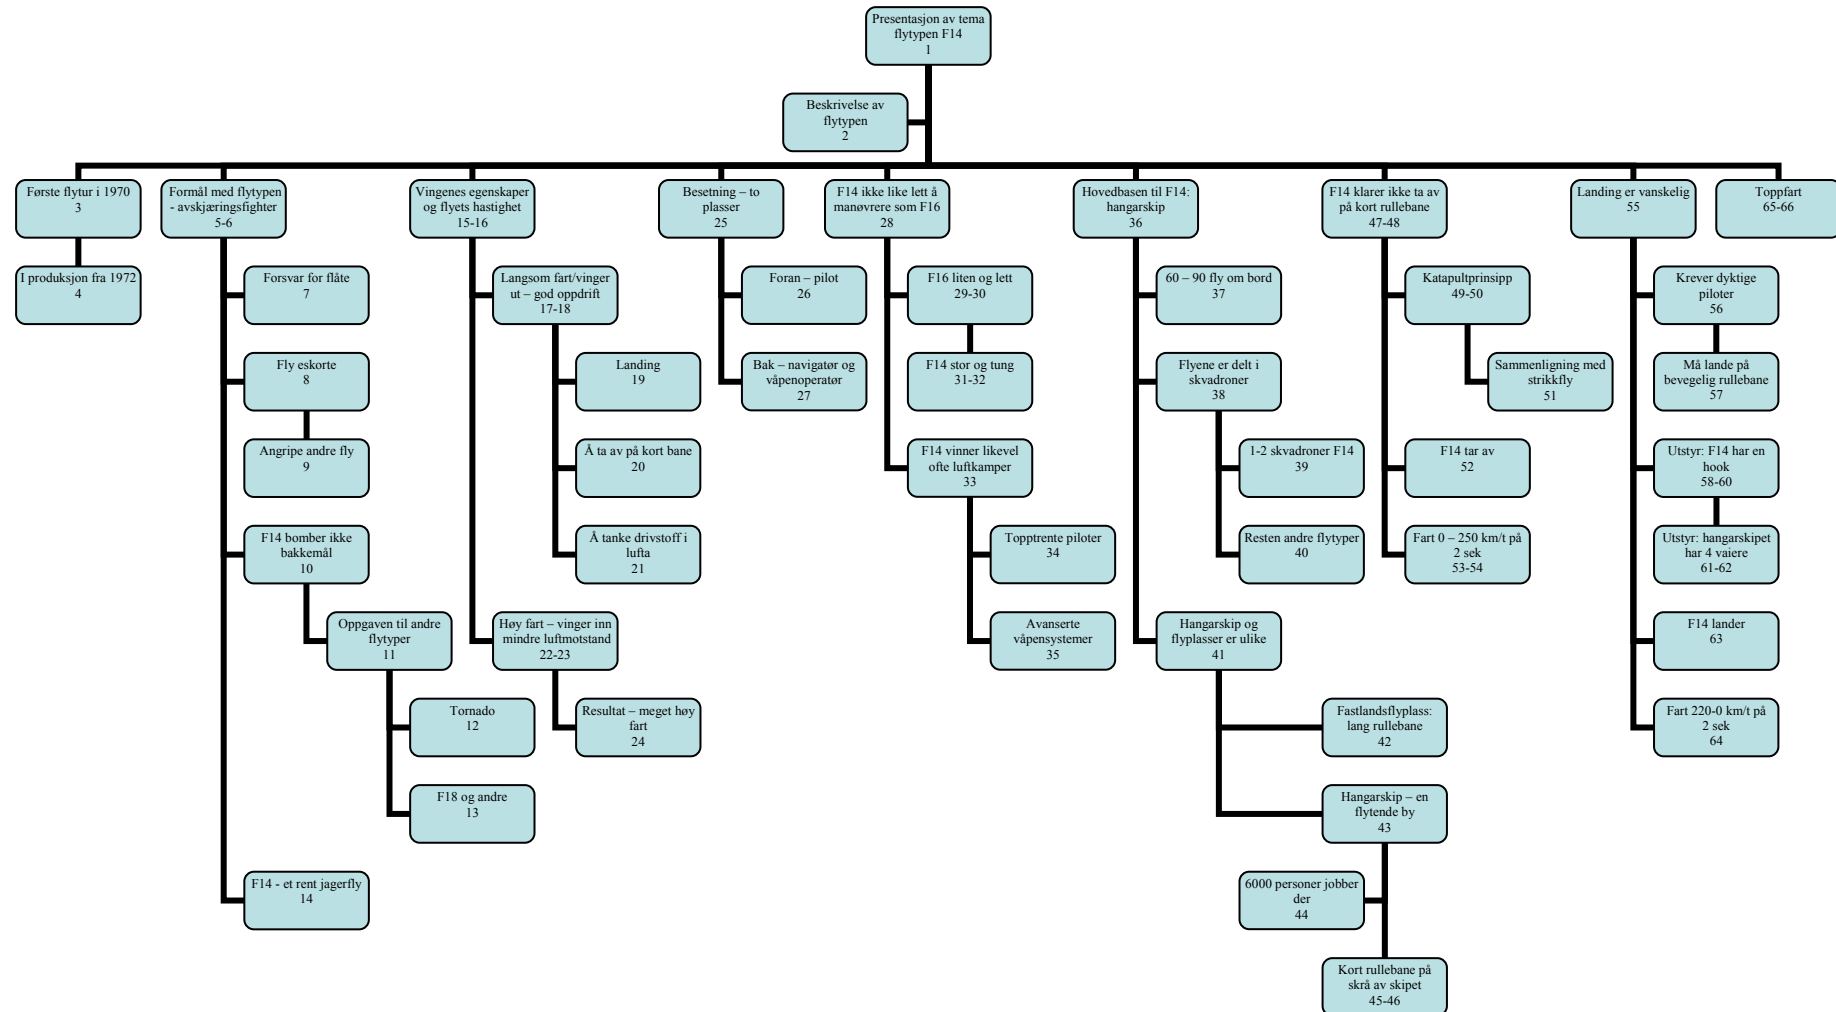 Presentasjon av tema
flytypen F14
1
Beskrivelse av
flytypen
2
Første flytur i 1970
3
I produksjon fra 1972
4
Formål med flytypen
- avskjæringsfighter
5-6
Forsvar for flåte
7
Fly eskorte
8
Angripe andre fly
9
F14 bomber ikke
bakkemål
10
Oppgaven til andre
flytyper
11
Tornado
12
F18 og andre
13
F14 - et rent jagerfly
14
Vingenes egenskaper
og flyets hastighet
15-16
Langsom fart/vinger
ut – god oppdrift
17-18
Landing
19
Å ta av på kort bane
20
Å tanke drivstoff i
lufta
21
Høy fart – vinger inn
mindre luftmotstand
22-23
Resultat – meget høy
fart
24
Besetning – to
plasser
25
Foran – pilot
26
Bak – navigatør og
våpenoperatør
27
F14 ikke like lett å
manøvrere som F16
28
F16 liten og lett
29-30
F14 stor og tung
31-32
F14 vinner likevel
ofte luftkamper
33
Topptrente piloter
34
Avanserte
våpensystemer
35
Hovedbasen til F14:
hangarskip
36
60 – 90 fly om bord
37
Flyene er delt i
skvadroner
38
1-2 skvadroner F14
39
Resten andre flytyper
40
Hangarskip og
flyplasser er ulike
41
Fastlandsflyplass:
lang rullebane
42
Hangarskip – en
flytende by
43
6000 personer jobber
der
44
Kort rullebane på
skrå av skipet
45-46
F14 klarer ikke ta av
på kort rullebane
47-48
Katapultprinsipp
49-50
Sammenligning med
strikkfly
51
F14 tar av
52
Fart 0 – 250 km/t på
2 sek
53-54
Landing er vanskelig
55
Krever dyktige
piloter
56
Må lande på
bevegelig rullebane
57
Utstyr: F14 har en
hook
58-60
Utstyr: hangarskipet
har 4 vaiere
61-62
F14 lander
63
Fart 220-0 km/t på
2 sek
64
Toppfart
65-66